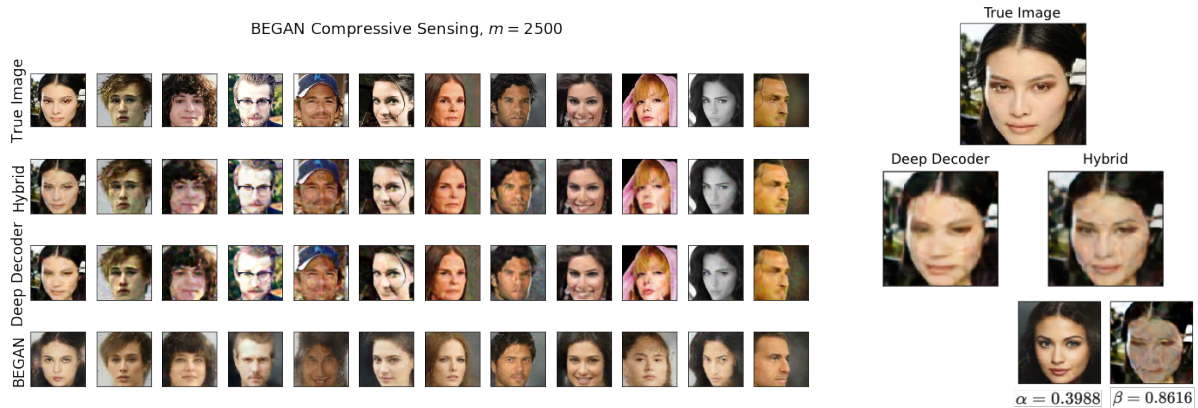 BEGAN Compressive Sensing, m = 2500
True Image
Hybrid
Deep Decoder
BEGAN
True Image
Deep Decoder
Hybrid
α = 0.3988
β = 0.8616